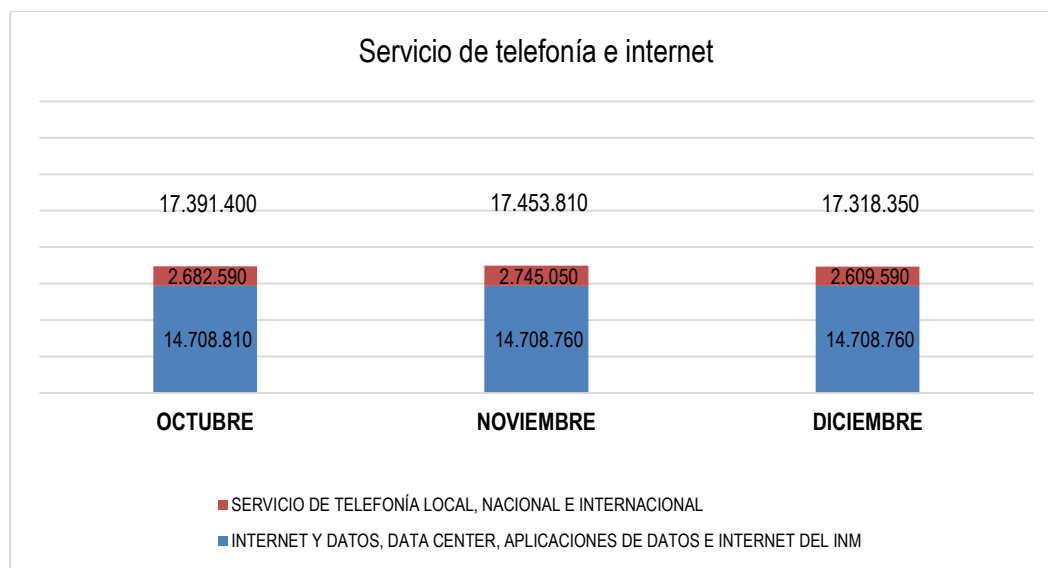 Servicio de telefonía e internet
17.391.400 17.453.810 17.318.350
2.682.590 2.745.050 2.609.590
14.708.810 14.708.760 14.708.760
OCTUBRE NOVIEMBRE DICIEMBRE
SERVICIO DE TELEFONÍA LOCAL, NACIONAL E INTERNACIONAL
INTERNET Y DATOS, DATA CENTER, APLICACIONES DE DATOS E INTERNET DEL INM